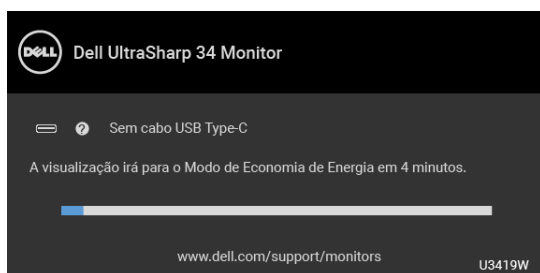 DELL
Dell UltraSharp 34 Monitor
? Sem cabo USB Type-C
A visualização irá para o Modo de Economia de Energia em 4 minutos.
www.dell.com/support/monitors
U3419W